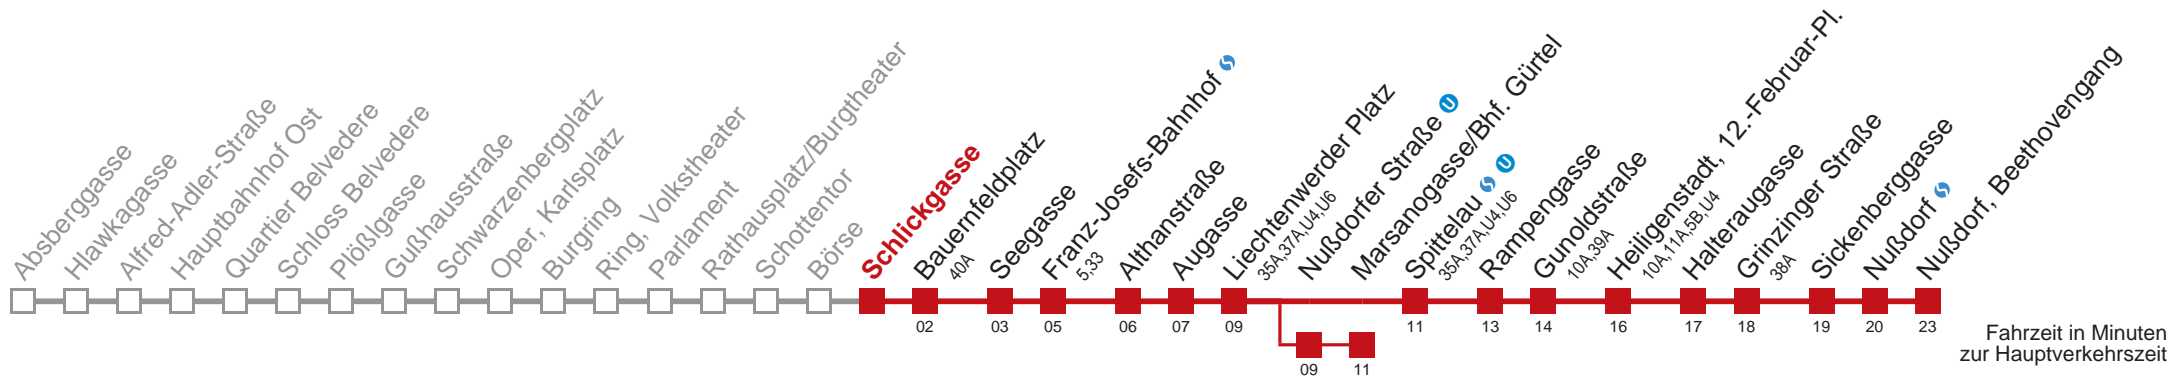 Absberggasse
Hlawkagasse
Alfred-Adler-Straße
Hauptbahnhof Ost
Quartier Belvedere
Schloss Belvedere
Plößlgasse
Gußhausstraße
Schwarzenbergplatz
Oper, Karlsplatz
Burgring
Ring, Volkstheater
Parlament
Rathausplatz/Burgtheater
Schottentor
Börse
Schlickgasse
Bauernfeldplatz
40A
Seegasse
Franz-Josefs-Bahnhof S
5,33
Althanstraße
Augasse
Liechtenwerder Platz
35A,37A,U4,U6
Nußdorfer Straße U
Marsanogasse/Bhf. Gürtel
Spittelau S U
35A,37A,U4,U6
Rampengasse
Gunoldstraße
10A,39A
Heiligenstadt, 12.-Februar-Pl.
10A,11A,5B,U4
Halteraugasse
Grinzinger Straße
38A
Sickenberggasse
Nußdorf S
Nußdorf, Beethovengang
02 03 05 06 07 09 11 13 14 16 17 18 19 20 23
09 11
Fahrzeit in Minuten
zur Hauptverkehrszeit